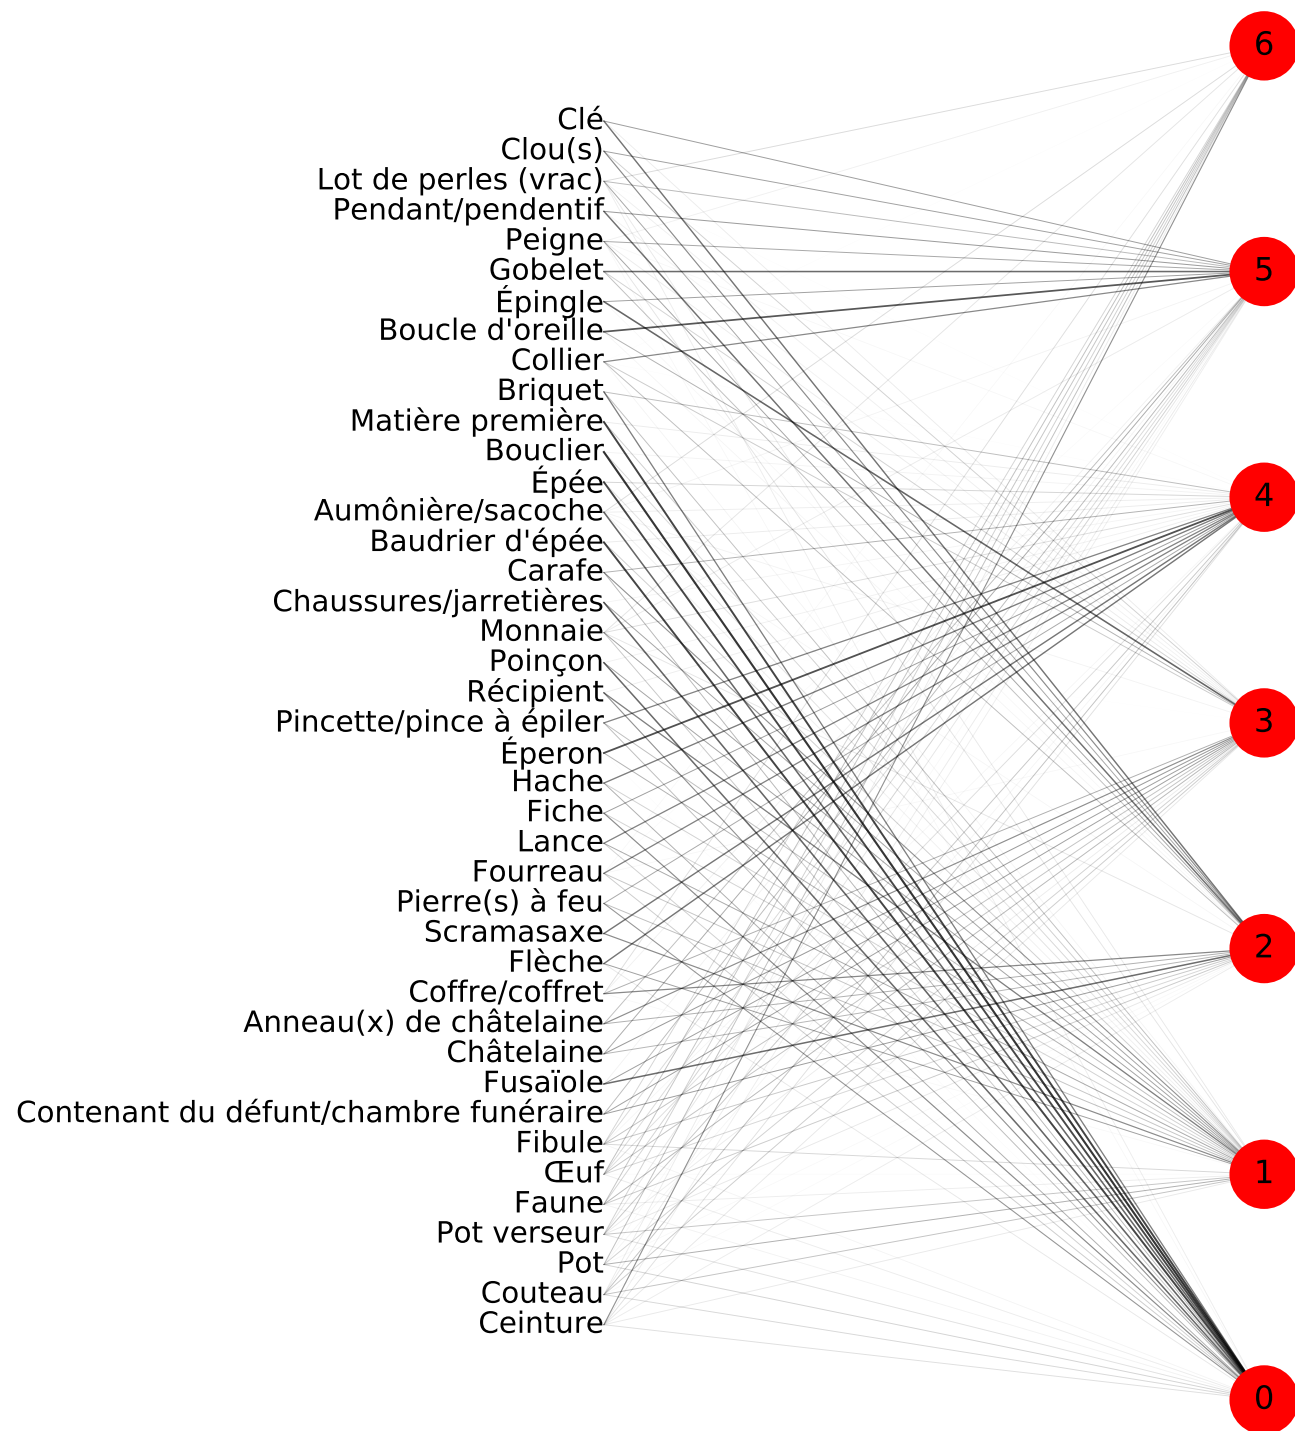 6
Clé
Clou(s)
Lot de perles (vrac)
Pendant/pendentif
Peigne
Gobelet
5
Épingle
Boucle d'oreille
Collier
Briquet
Matière première
Bouclier
Épée
4
Aumônière/sacoche
Baudrier d'épée
Carafe
Chaussures/jarretières
Monnaie
Poinçon
Récipient
Pincette/pince à épiler
3
Éperon
Hache
Fiche
Lance
Fourreau
Pierre(s) à feu
Scramasaxe
2
Flèche
Coffre/coffret
Anneau(x) de châtelaine
Châtelaine
Fusaïole
Contenant du défunt/chambre funéraire
Fibule
Œuf
1
Faune
Pot verseur
Pot
Couteau
Ceinture
0